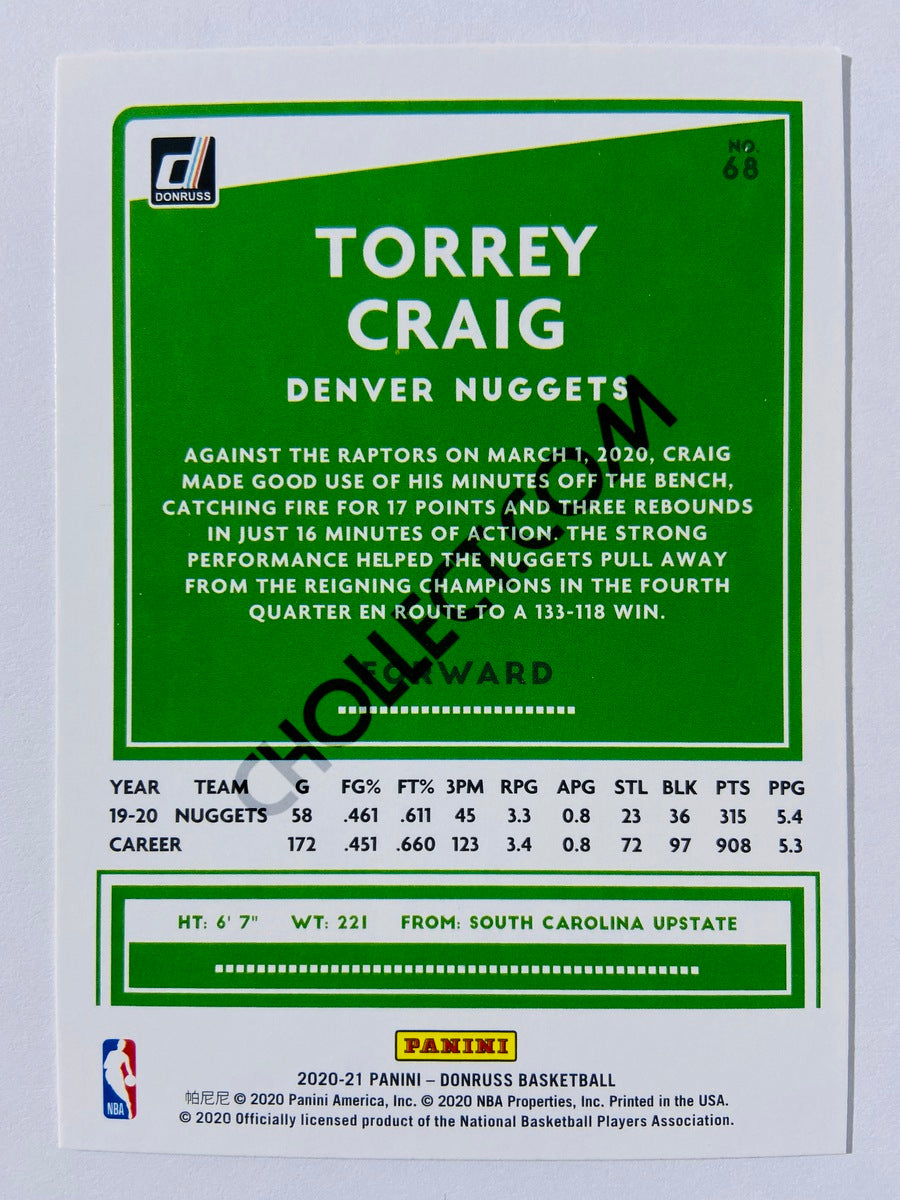 DONRUSS
NO.
68
TORREY
CRAIG
DENVER NUGGETS
AGAINST THE RAPTORS ON MARCH 1, 2020, CRAIG
MADE GOOD USE OF HIS MINUTES OFF THE BENCH,
CATCHING FIRE FOR 17 POINTS AND THREE REBOUNDS
IN JUST 16 MINUTES OF ACTION. THE STRONG
PERFORMANCE HELPED THE NUGGETS PULL AWAY
FROM THE REIGNING CHAMPIONS IN THE FOURTH
QUARTER EN ROUTE TO A 133-118 WIN.
FORWARD
CHOLLECT.COM
YEAR TEAM G FG% FT% 3PM RPG APG STL BLK PTS PPG
19-20 NUGGETS 58 .461 .611 45 3.3 0.8 23 36 315 5.4
CAREER 172 .451 .660 123 3.4 0.8 72 97 908 5.3
HT: 6' 7" WT: 221 FROM: SOUTH CAROLINA UPSTATE
PANINI
NBA
2020-21 PANINI – DONRUSS BASKETBALL
帕尼尼 © 2020 Panini America, Inc. © 2020 NBA Properties, Inc. Printed in the USA.
© 2020 Officially licensed product of the National Basketball Players Association.